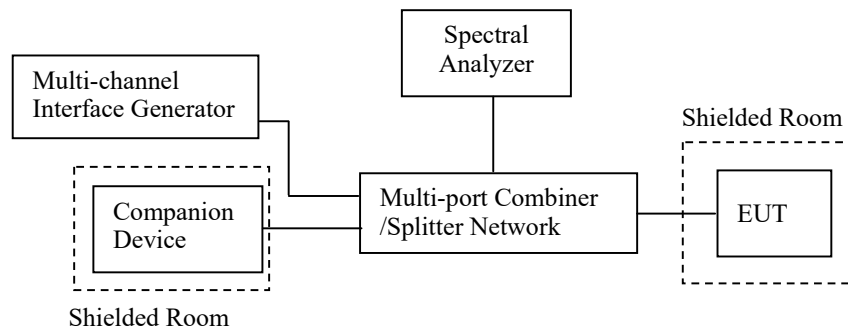 Spectral
Analyzer
Multi-channel
Interface Generator
Shielded Room
Companion
Device
Multi-port Combiner
/Splitter Network
EUT
Shielded Room